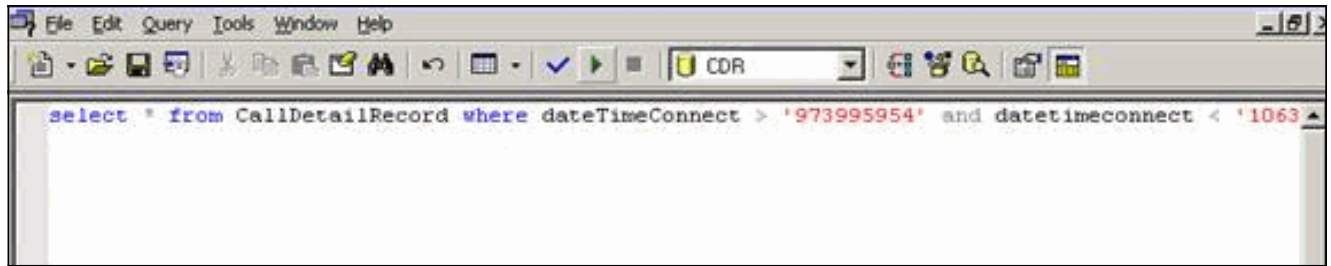 File Edit Query Tools Window Help
CDR
select * from CallDetailRecord where dateTimeConnect > '973995954' and datetimeconnect < '1063